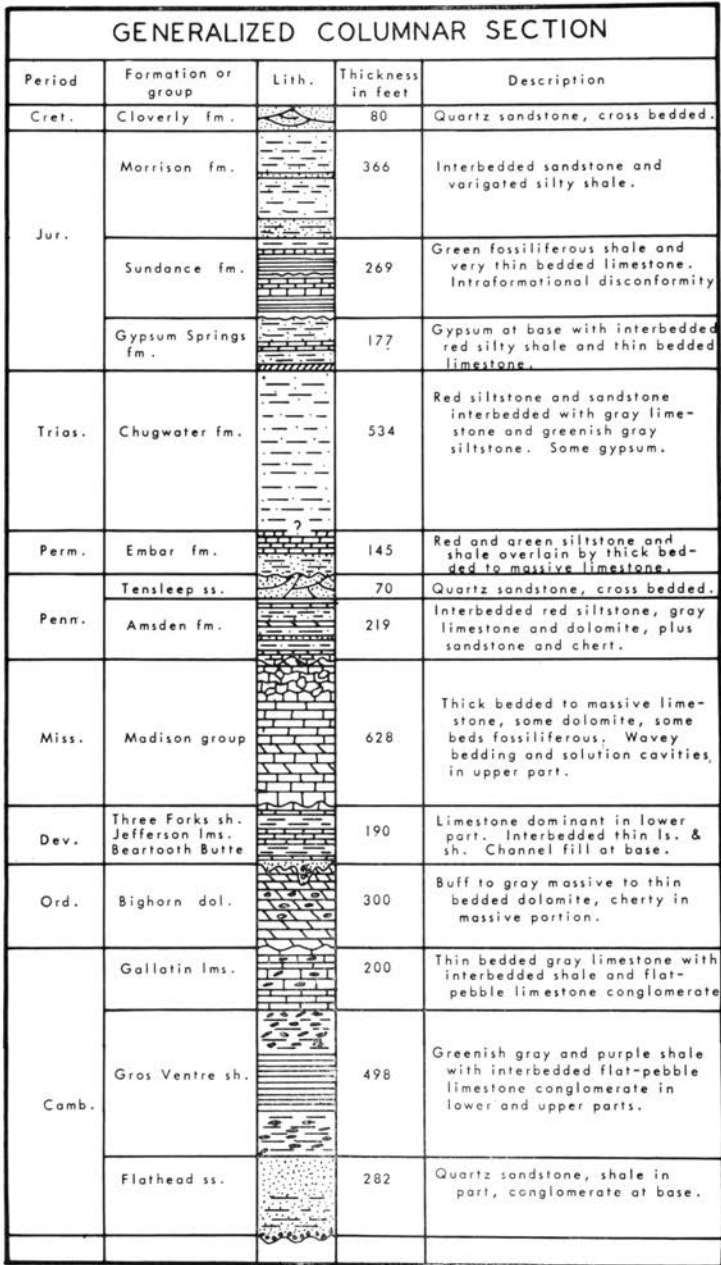 GENERALIZED COLUMNAR SECTION
Period
Formation or
group
Lith.
Thickness
in feet
Description
Cret.
Cloverly fm.
80
Quartz sandstone, cross bedded.
Jur.
Morrison fm.
366
Interbedded sandstone and
varigated silty shale.
Sundance fm.
269
Green fossiliferous shale and
very thin bedded limestone.
Intraformational disconformity
Gypsum Springs
fm.
177
Gypsum at base with interbedded
red silty shale and thin bedded
limestone.
Trias.
Chugwater fm.
534
Red siltstone and sandstone
interbedded with gray lime-
stone and greenish gray
siltstone. Some gypsum.
?
Perm.
Embar fm.
145
Red and green siltstone and
shale overlain by thick bed-
ded to massive limestone.
Penn.
Tensleep ss.
70
Quartz sandstone, cross bedded.
Amsden fm.
219
Interbedded red siltstone, gray
limestone and dolomite, plus
sandstone and chert.
Miss.
Madison group
628
Thick bedded to massive lime-
stone, some dolomite, some
beds fossiliferous. Wavey
bedding and solution cavities
in upper part.
Dev.
Three Forks sh.
Jefferson lms.
Beartooth Butte
190
Limestone dominant in lower
part. Interbedded thin ls. &
sh. Channel fill at base.
Ord.
Bighorn dol.
300
Buff to gray massive to thin
bedded dolomite, cherty in
massive portion.
Camb.
Gallatin lms.
200
Thin bedded gray limestone with
interbedded shale and flat-
pebble limestone conglomerate
Gros Ventre sh.
498
Greenish gray and purple shale
with interbedded flat-pebble
limestone conglomerate in
lower and upper parts.
Flathead ss.
282
Quartz sandstone, shale in
part, conglomerate at base.